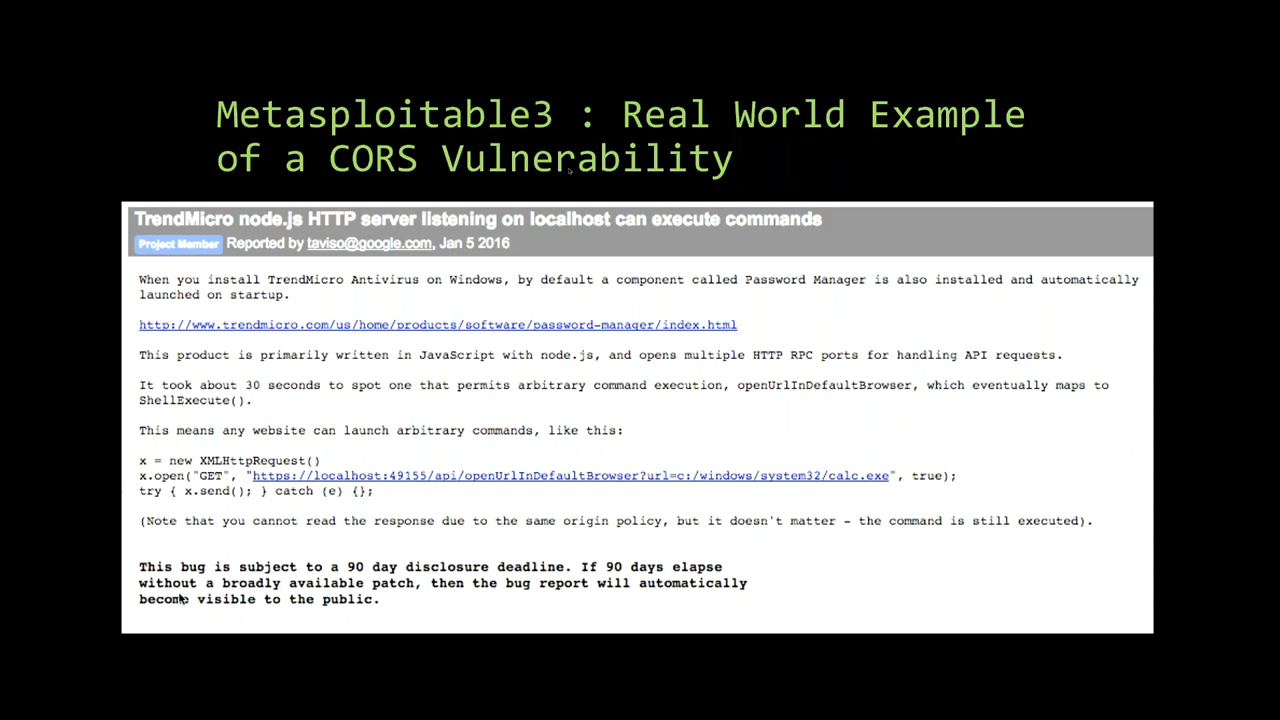 Metasploitable3 : Real World Example
of a CORS Vulnerability
TrendMicro node.js HTTP server listening on localhost can execute commands
Project Member Reported by taviso@google.com, Jan 5 2016
When you install TrendMicro Antivirus on Windows, by default a component called Password Manager is also installed and automatically
launched on startup.
http://www.trendmicro.com/us/home/products/software/password-manager/index.html
This product is primarily written in JavaScript with node.js, and opens multiple HTTP RPC ports for handling API requests.
It took about 30 seconds to spot one that permits arbitrary command execution, openUrlInDefaultBrowser, which eventually maps to
ShellExecute().
This means any website can launch arbitrary commands, like this:
x = new XMLHttpRequest()
x.open("GET", "https://localhost:49155/api/openUrlInDefaultBrowser?url=c:/windows/system32/calc.exe", true);
try { x.send(); } catch (e) {};
(Note that you cannot read the response due to the same origin policy, but it doesn't matter - the command is still executed).
This bug is subject to a 90 day disclosure deadline. If 90 days elapse
without a broadly available patch, then the bug report will automatically
become visible to the public.